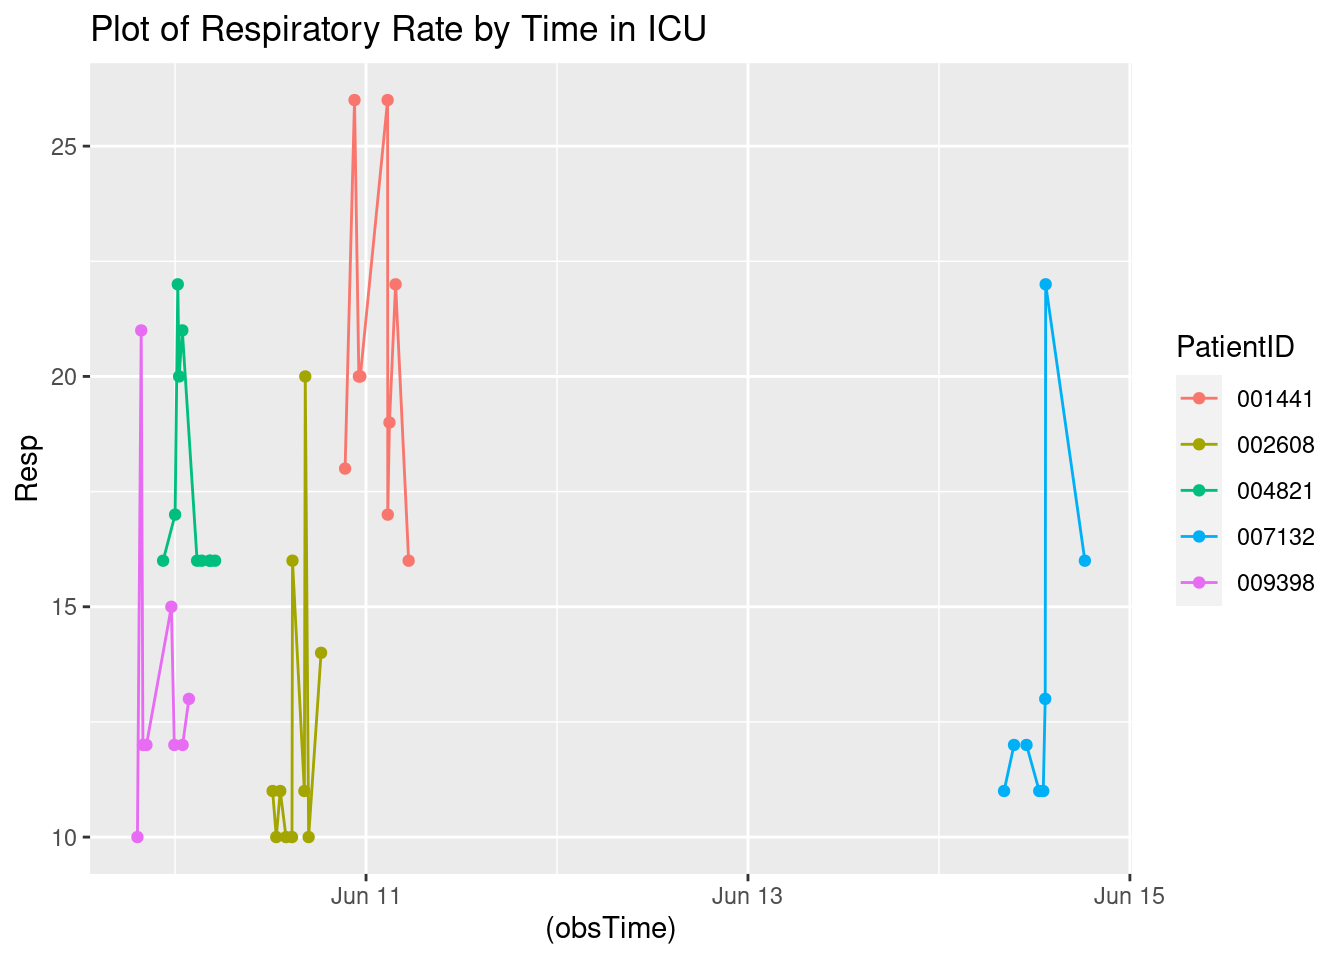 Plot of Respiratory Rate by Time in ICU
25
20
15
10
Resp
Jun 11
Jun 13
Jun 15
(obsTime)
PatientID
001441
002608
004821
007132
009398